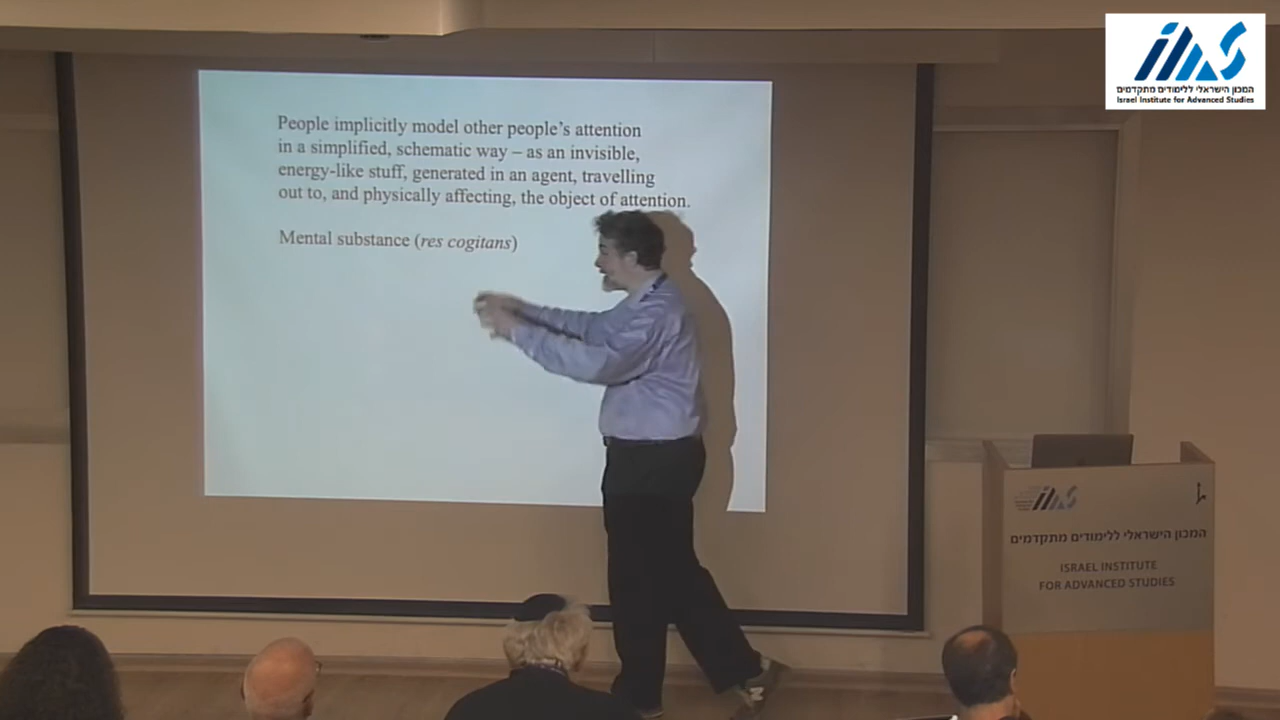 המכון הישראלי ללימודים מתקדמים
Israel Institute for Advanced Studies
People implicitly model other people's attention
in a simplified, schematic way – as an invisible,
energy-like stuff, generated in an agent, travelling
out to, and physically affecting, the object of attention.
Mental substance (res cogitans)
המכון הישראלי ללימודים מתקדמים
ISRAEL INSTITUTE
FOR ADVANCED STUDIES